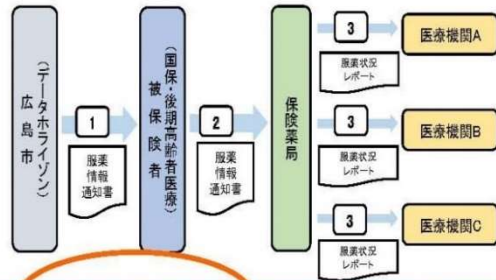 広島市
（データホライゾン）
1
服薬
情報
通知書
被保険者
（国保・後期高齢者医療）
2
服薬
情報
通知書
保険薬局
3
服薬状況
レポート
医療機関A
3
服薬状況
レポート
医療機関B
3
服薬状況
レポート
医療機関C